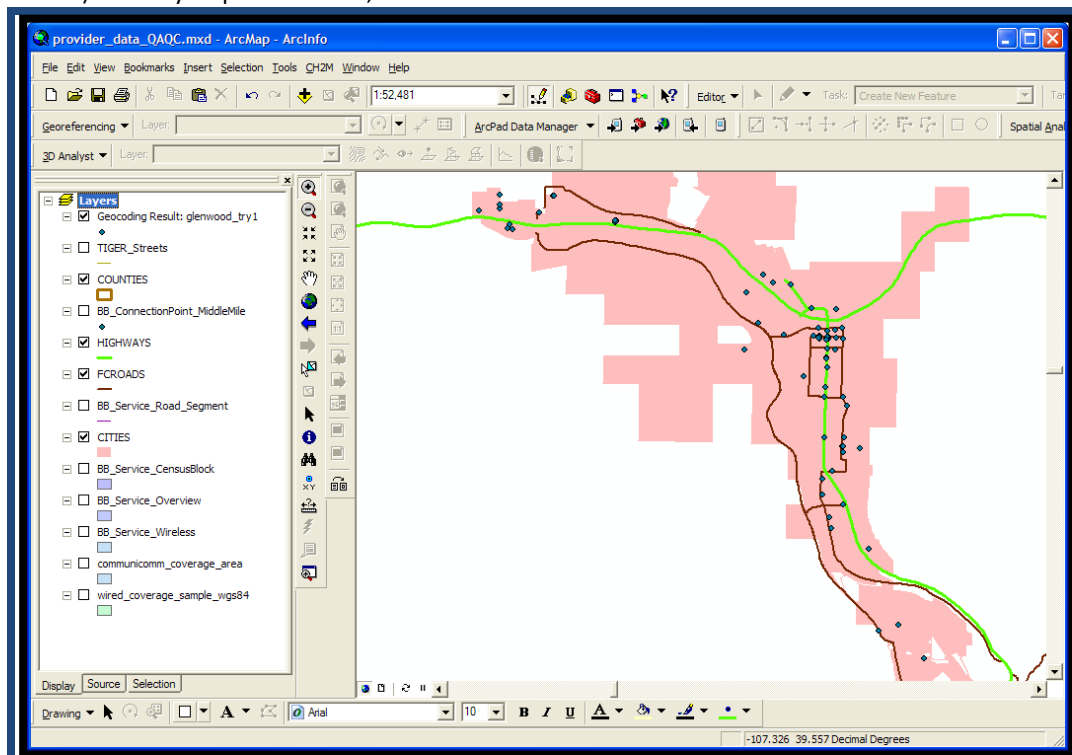 provider_data_QAQC.mxd - ArcMap - ArcInfo
File Edit View Bookmarks Insert Selection Tools CH2M Window Help
1:52,481 Editor Task: Create New Feature
Georeferencing Layer: ArcPad Data Manager Spatial Anal
3D Analyst Layer:
Layers
Geocoding Result: glenwood_try1
TIGER_Streets
COUNTIES
BB_ConnectionPoint_MiddleMile
HIGHWAYS
FCROADS
BB_Service_Road_Segment
CITIES
BB_Service_CensusBlock
BB_Service_Overview
BB_Service_Wireless
communicomm_coverage_area
wired_coverage_sample_wgs84
Display Source Selection
Drawing A Arial 10 B I U A
-107.326 39.557 Decimal Degrees